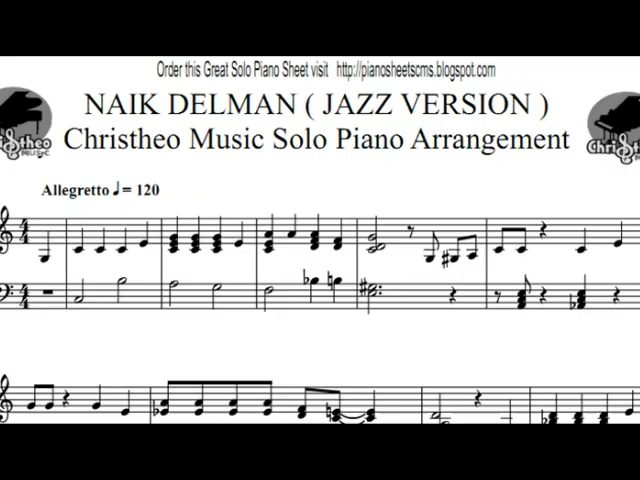 Order this Great Solo Piano Sheet visit http://pianosheetscms.blogspot.com
NAIK DELMAN ( JAZZ VERSION )
Christheo Music Solo Piano Arrangement
Allegretto ♩= 120